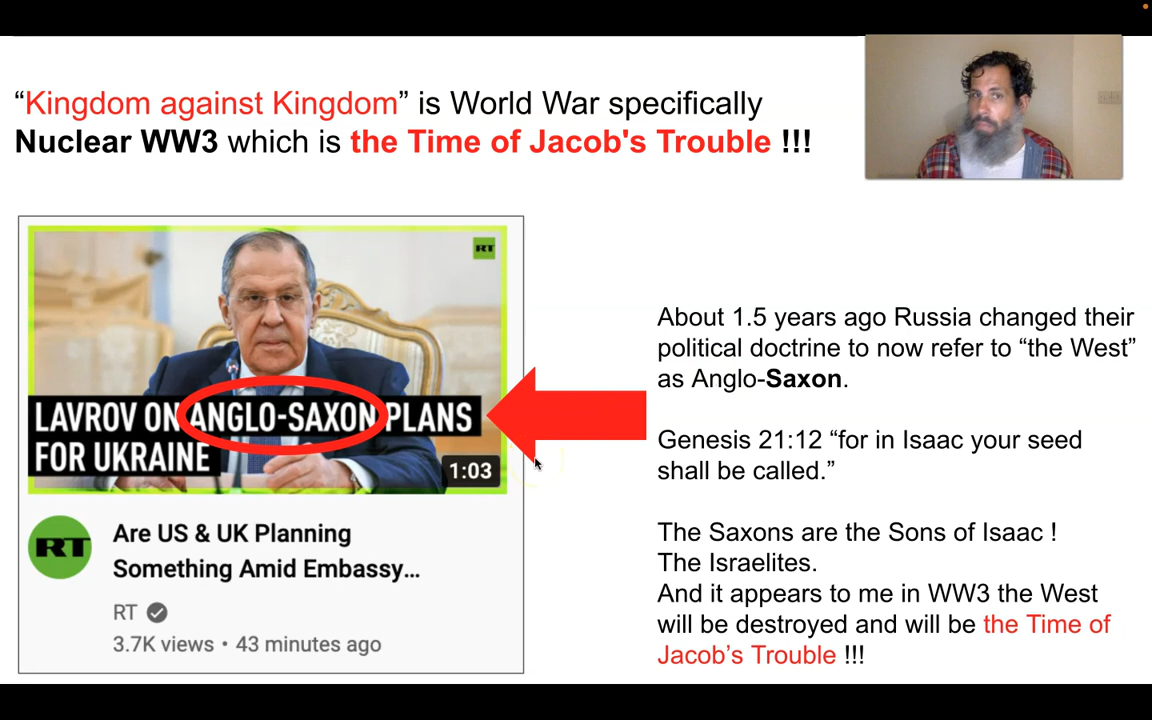 “Kingdom against Kingdom” is World War specifically
Nuclear WW3 which is the Time of Jacob's Trouble !!!
RT
LAVROV ON ANGLO-SAXON PLANS
FOR UKRAINE
1:03
RT
Are US & UK Planning
Something Amid Embassy...
RT
3.7K views • 43 minutes ago
About 1.5 years ago Russia changed their
political doctrine to now refer to “the West”
as Anglo-Saxon.
Genesis 21:12 “for in Isaac your seed
shall be called.”
The Saxons are the Sons of Isaac !
The Israelites.
And it appears to me in WW3 the West
will be destroyed and will be the Time of
Jacob’s Trouble !!!